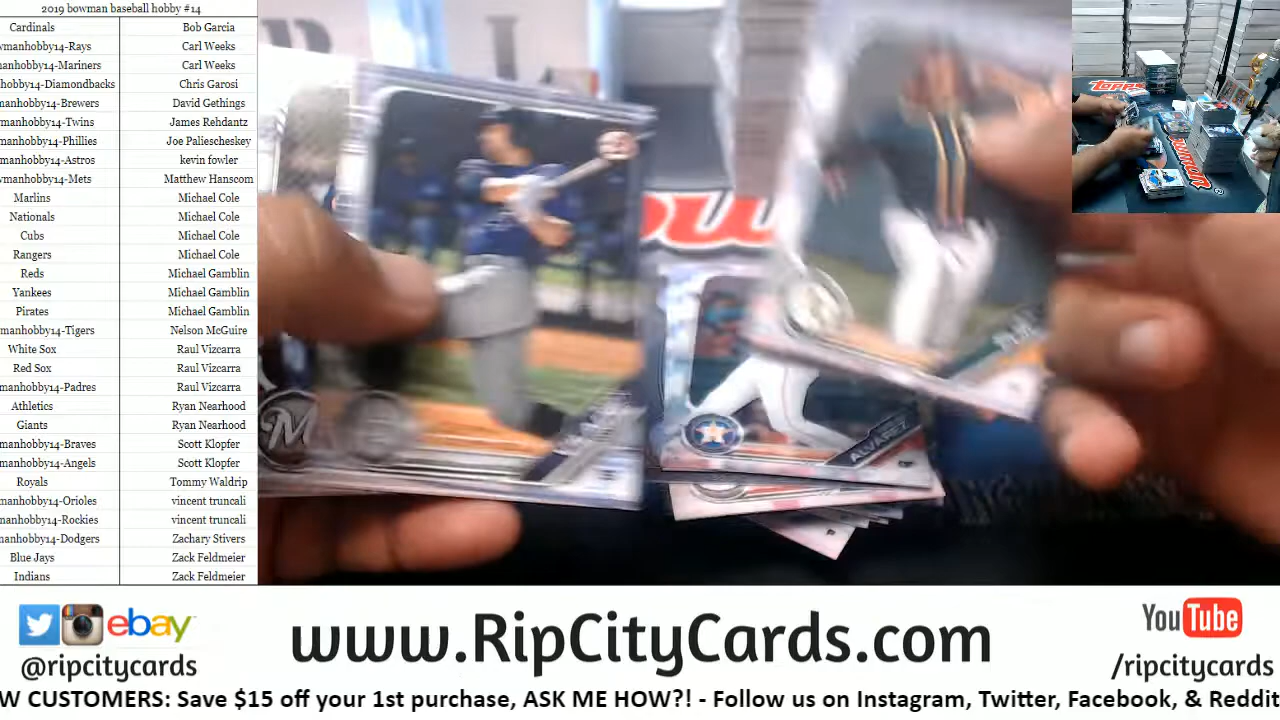 2019 bowman baseball hobby #14
Cardinals Bob Garcia
wmanhobby14-Rays Carl Weeks
manhobby14-Mariners Carl Weeks
hobby14-Diamondbacks Chris Garosi
manhobby14-Brewers David Gethings
wmanhobby14-Twins James Rehdantz
manhobby14-Phillies Joe Paliescheskey
manhobby14-Astros kevin fowler
wmanhobby14-Mets Matthew Hanscom
Marlins Michael Cole
Nationals Michael Cole
Cubs Michael Cole
Rangers Michael Cole
Reds Michael Gamblin
Yankees Michael Gamblin
Pirates Michael Gamblin
manhobby14-Tigers Nelson McGuire
White Sox Raul Vizcarra
Red Sox Raul Vizcarra
manhobby14-Padres Raul Vizcarra
Athletics Ryan Nearhood
Giants Ryan Nearhood
manhobby14-Braves Scott Klopfer
manhobby14-Angels Scott Klopfer
Royals Tommy Waldrip
manhobby14-Orioles vincent truncali
manhobby14-Rockies vincent truncali
manhobby14-Dodgers Zachary Stivers
Blue Jays Zack Feldmeier
Indians Zack Feldmeier
M
ow
ALVAREZ
Topps
Bowman
ebay
@ripcitycards
www.RipCityCards.com
YouTube
/ripcitycards
W CUSTOMERS: Save $15 off your 1st purchase, ASK ME HOW?! - Follow us on Instagram, Twitter, Facebook, & Reddit